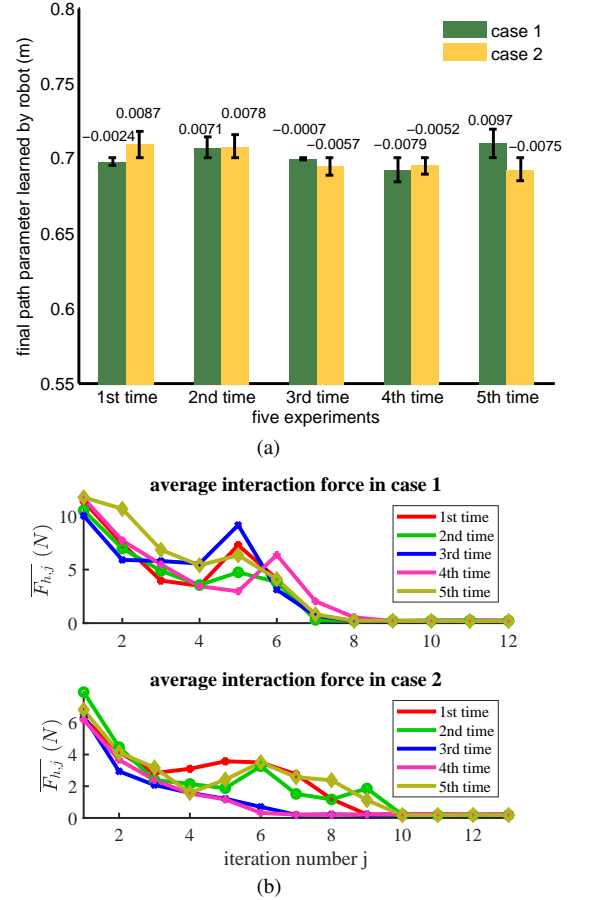 final path parameter learned by robot (m)
0.8
0.75
0.7
0.65
0.6
0.55
case 1
case 2
−0.0024
0.0087
0.0071
0.0078
−0.0007
−0.0057
−0.0079
−0.0052
0.0097
−0.0075
1st time 2nd time 3rd time 4th time 5th time
five experiments
(a)
average interaction force in case 1
F_{h,j} (N)
10
5
0
1st time
2nd time
3rd time
4th time
5th time
2 4 6 8 10 12
average interaction force in case 2
F_{h,j} (N)
6
4
2
0
1st time
2nd time
3rd time
4th time
5th time
2 4 6 8 10 12
iteration number j
(b)